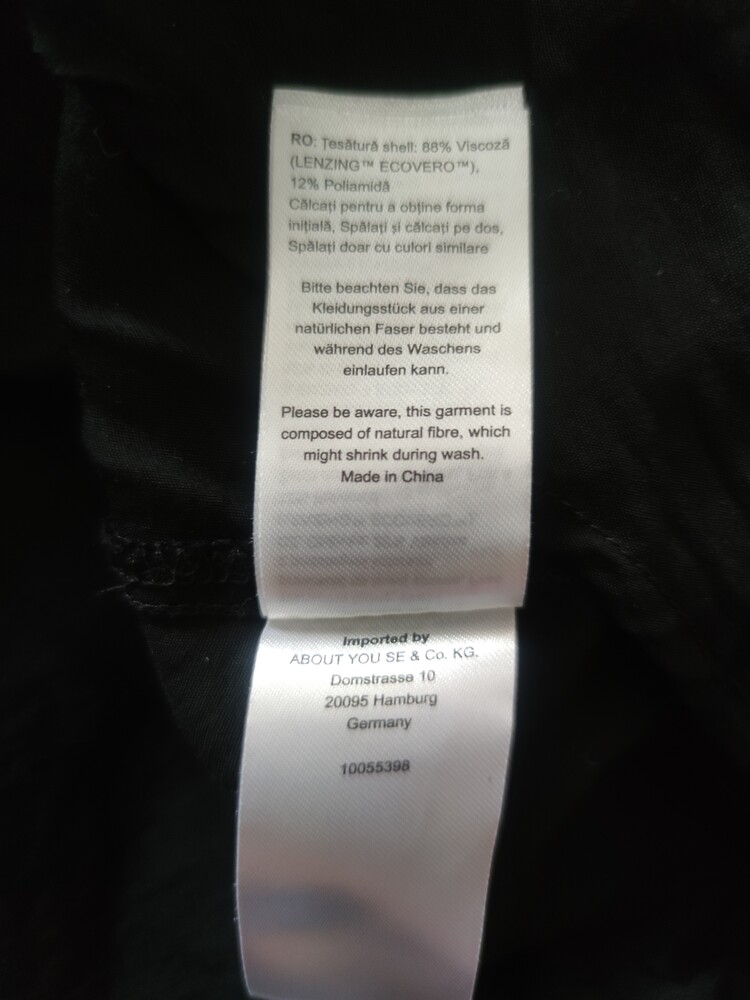 RO: Țesătură shell: 88% Viscoză
(LENZING™ ECOVERO™),
12% Poliamidă
Călcați pentru a obține forma
inițială, Spălați și călcați pe dos,
Spălați doar cu culori similare
Bitte beachten Sie, dass das
Kleidungsstück aus einer
natürlichen Faser besteht und
während des Waschens
einlaufen kann.
Please be aware, this garment is
composed of natural fibre, which
might shrink during wash.
Made in China
Imported by
ABOUT YOU SE & Co. KG.
Domstrasse 10
20095 Hamburg
Germany
10055398